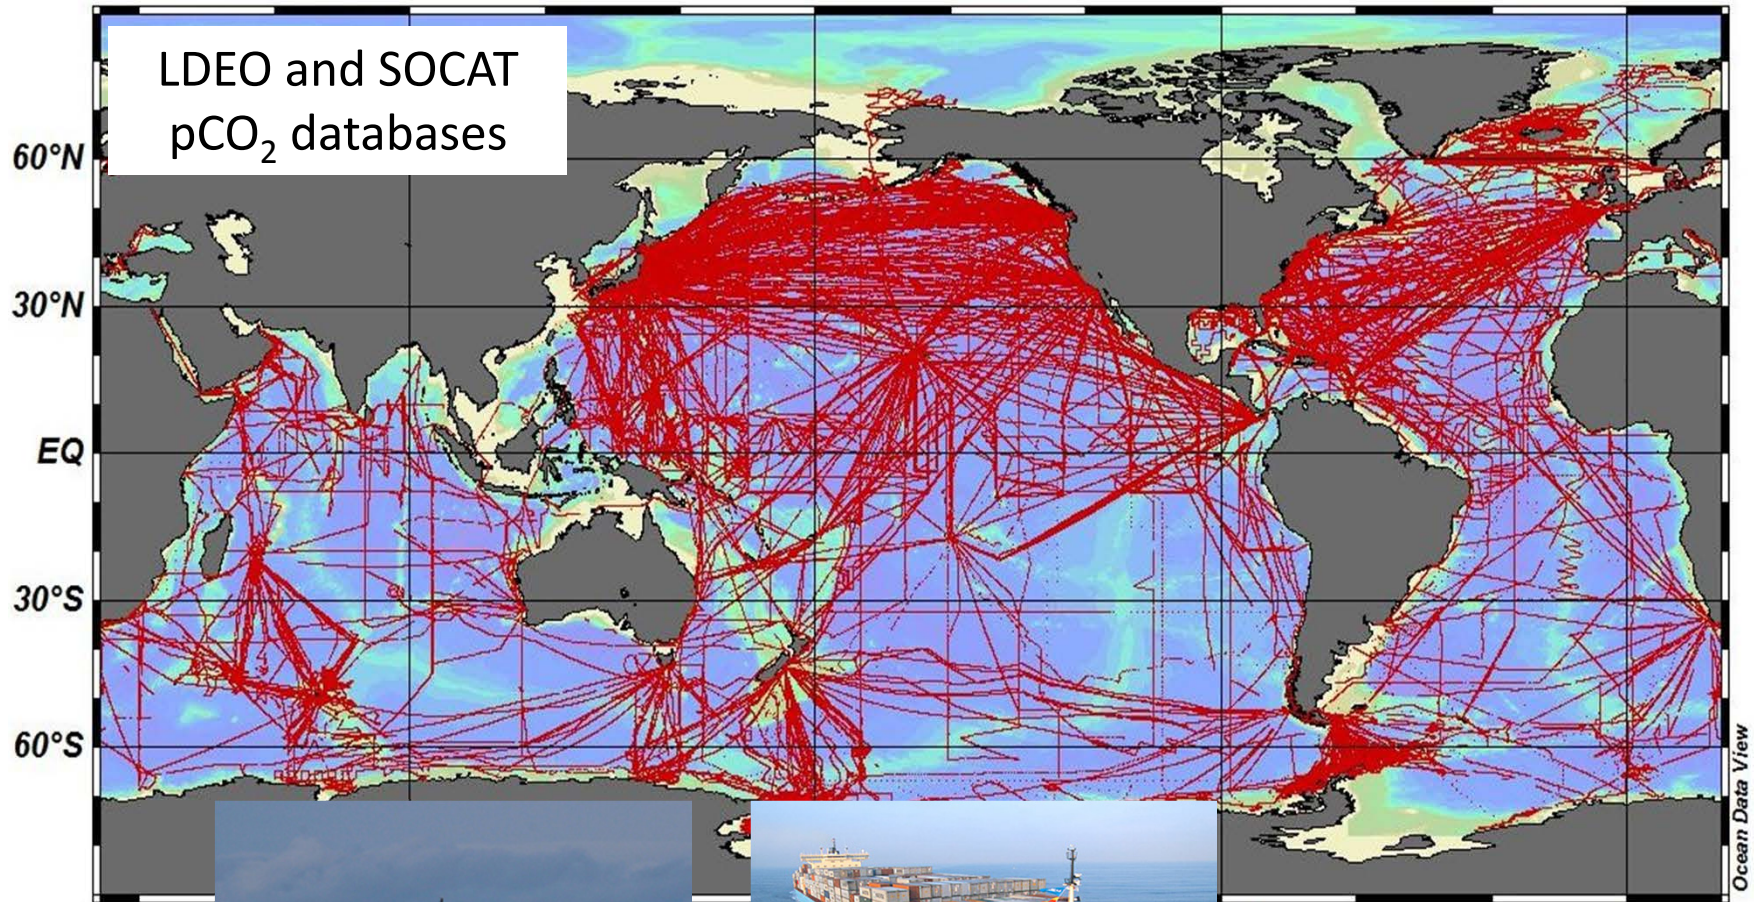 LDEO and SOCAT
pCO₂ databases
60°N
30°N
EQ
30°S
60°S
Ocean Data View